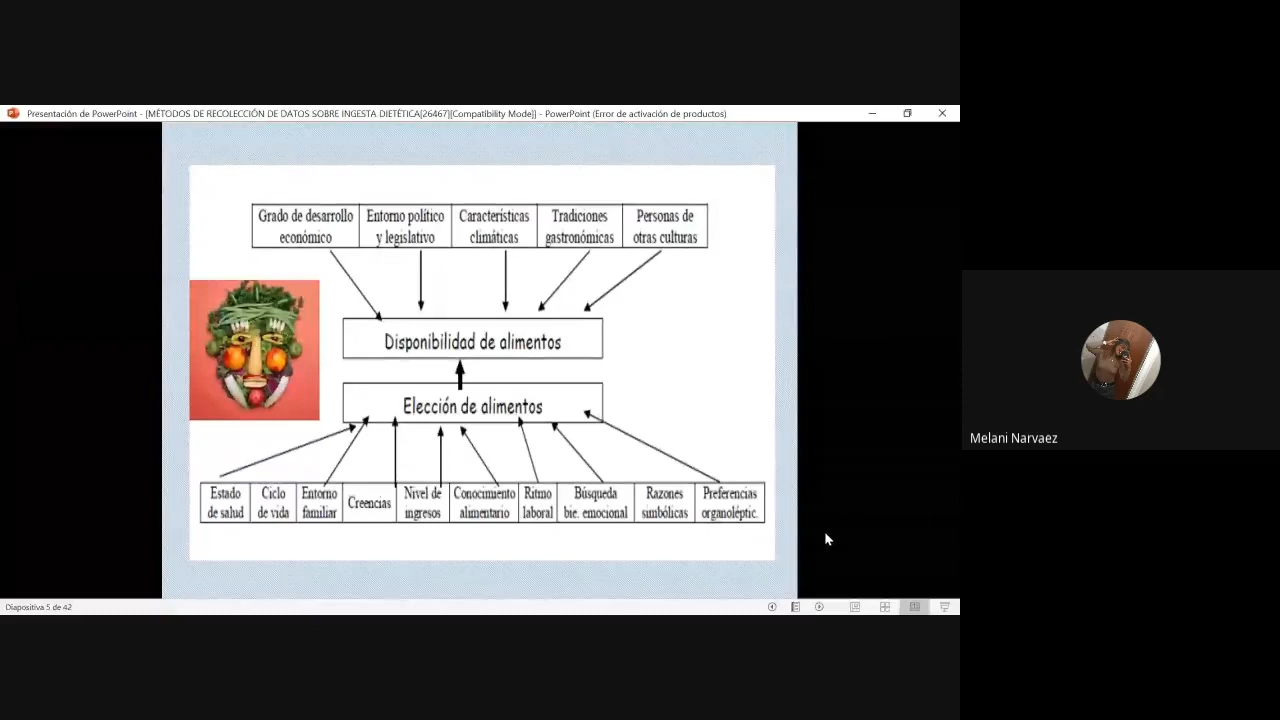 Presentación de PowerPoint - [MÉTODOS DE RECOLECCIÓN DE DATOS SOBRE INGESTA DIETÉTICA[26467][Compatibility Mode]] - PowerPoint (Error de activación de productos)
Grado de desarrollo
económico
Entorno político
y legislativo
Características
climáticas
Tradiciones
gastronómicas
Personas de
otras culturas
Disponibilidad de alimentos
Elección de alimentos
Estado
de salud
Ciclo
de vida
Entorno
familiar
Creencias
Nivel de
ingresos
Conocimiento
alimentario
Ritmo
laboral
Búsqueda
bie. emocional
Razones
simbólicas
Preferencias
organoléptic.
Melani Narvaez
Diapositiva 5 de 42